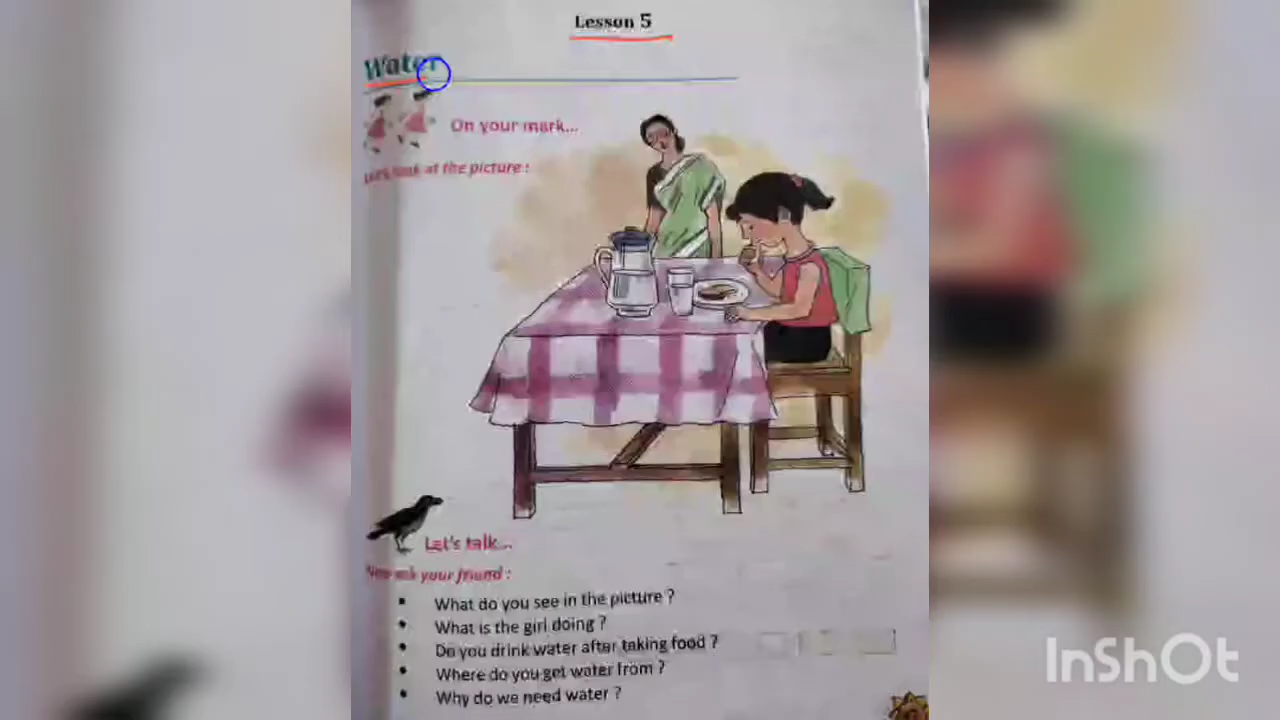 Lesson 5
Water
On your mark...
Let's look at the picture :
Let's talk...
Now ask your friend :
• What do you see in the picture ?
• What is the girl doing ?
• Do you drink water after taking food ?
• Where do you get water from ?
• Why do we need water ?
InShOt